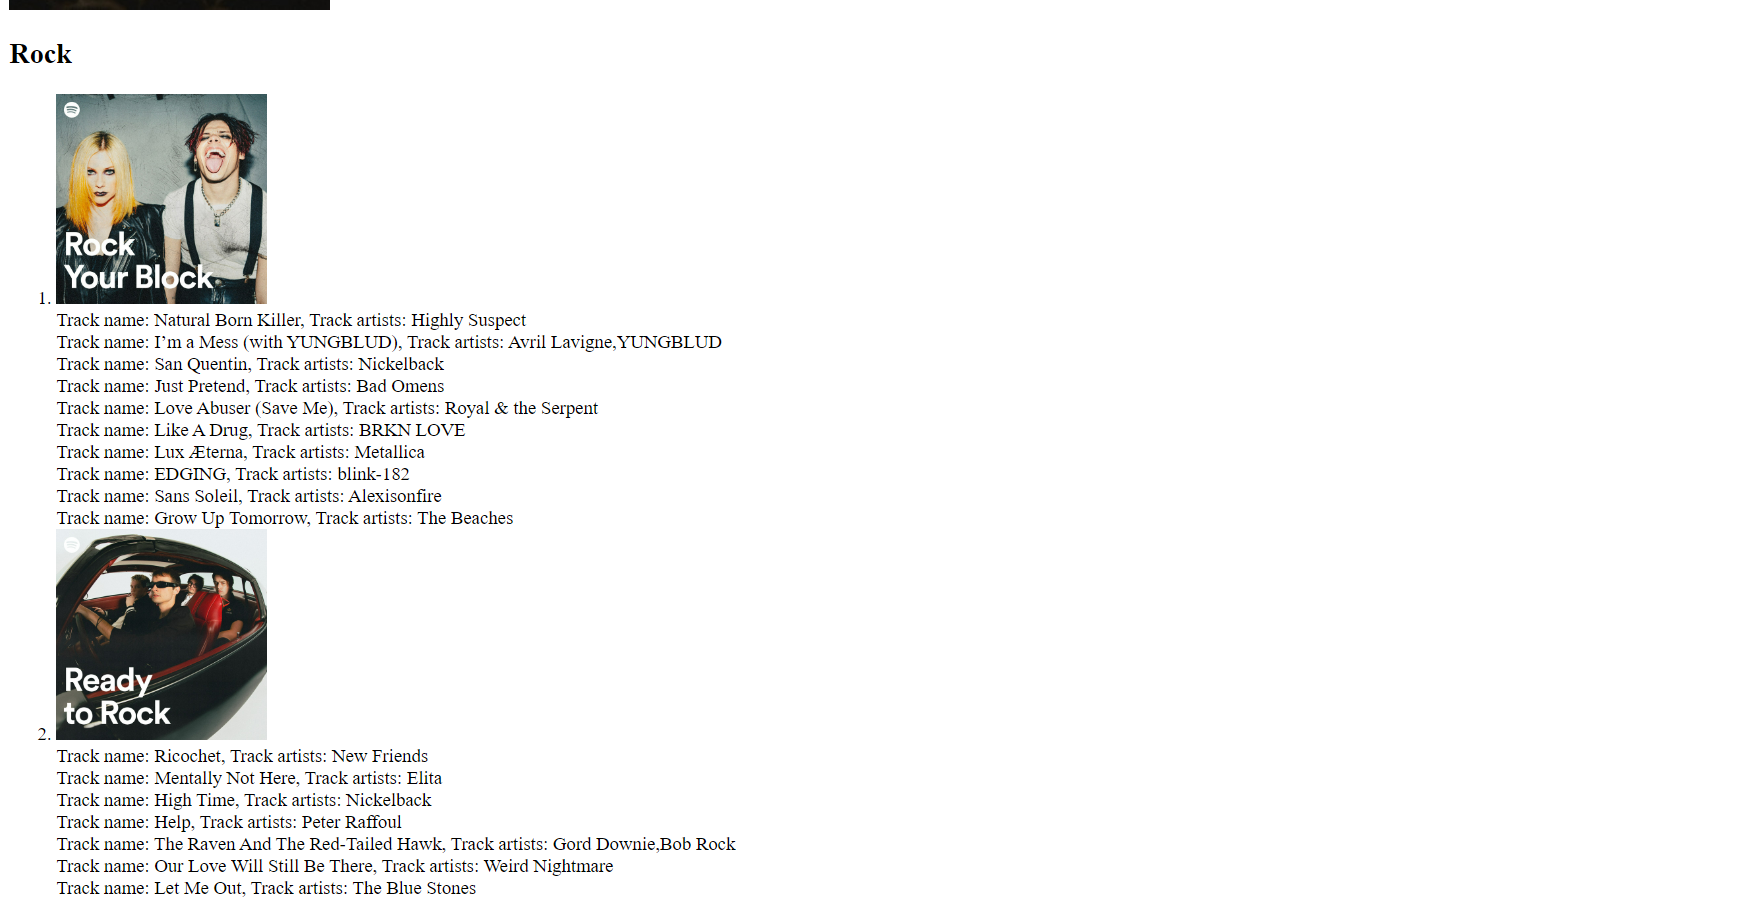 Rock
Rock
Your Block
1.
Track name: Natural Born Killer, Track artists: Highly Suspect
Track name: I’m a Mess (with YUNGBLUD), Track artists: Avril Lavigne,YUNGBLUD
Track name: San Quentin, Track artists: Nickelback
Track name: Just Pretend, Track artists: Bad Omens
Track name: Love Abuser (Save Me), Track artists: Royal & the Serpent
Track name: Like A Drug, Track artists: BRKN LOVE
Track name: Lux Æterna, Track artists: Metallica
Track name: EDGING, Track artists: blink-182
Track name: Sans Soleil, Track artists: Alexisonfire
Track name: Grow Up Tomorrow, Track artists: The Beaches
Ready
to Rock
2.
Track name: Ricochet, Track artists: New Friends
Track name: Mentally Not Here, Track artists: Elita
Track name: High Time, Track artists: Nickelback
Track name: Help, Track artists: Peter Raffoul
Track name: The Raven And The Red-Tailed Hawk, Track artists: Gord Downie,Bob Rock
Track name: Our Love Will Still Be There, Track artists: Weird Nightmare
Track name: Let Me Out, Track artists: The Blue Stones